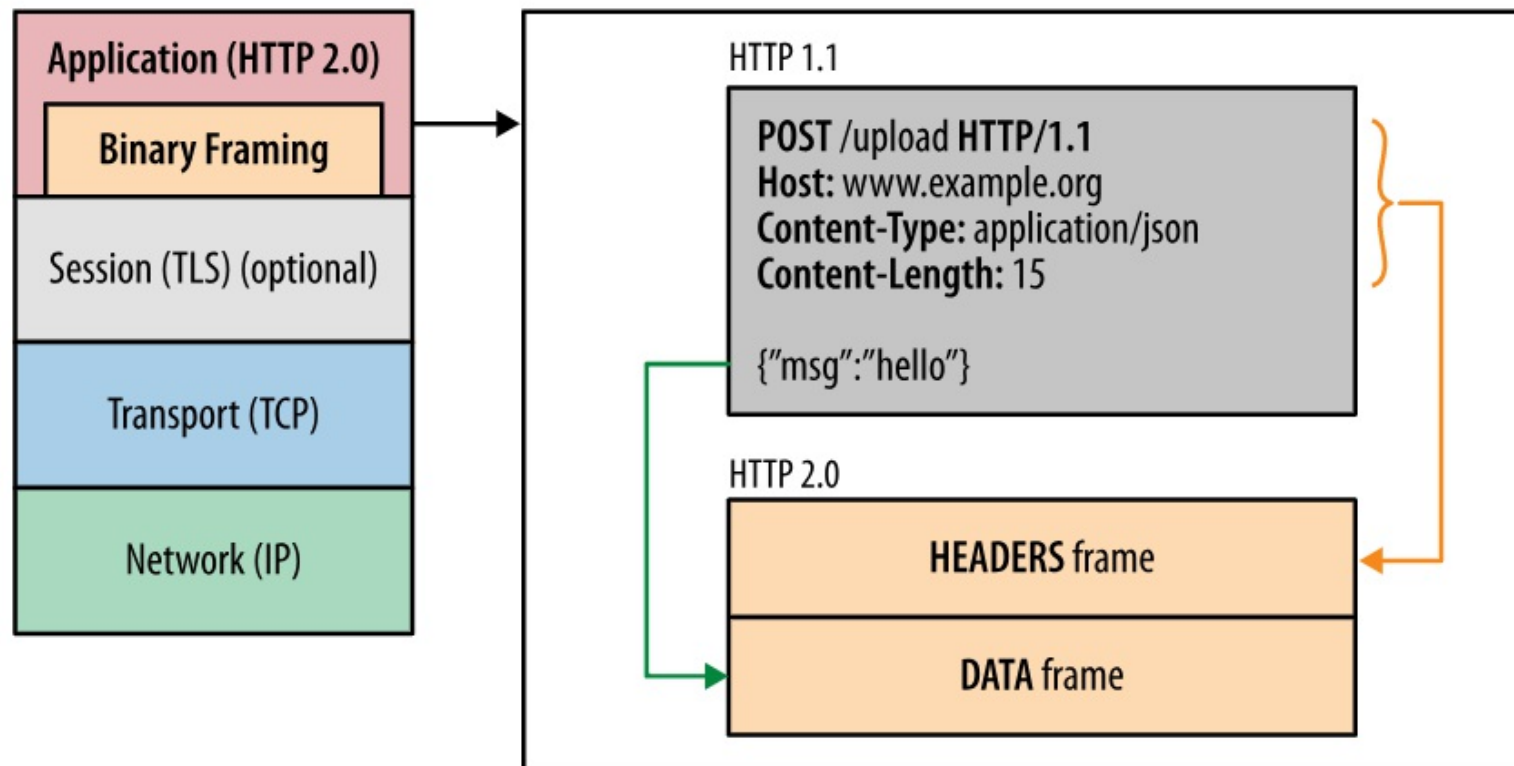 Application (HTTP 2.0)
Binary Framing
Session (TLS) (optional)
Transport (TCP)
Network (IP)
HTTP 1.1
POST /upload HTTP/1.1
Host: www.example.org
Content-Type: application/json
Content-Length: 15
{”msg”:”hello”}
HTTP 2.0
HEADERS frame
DATA frame